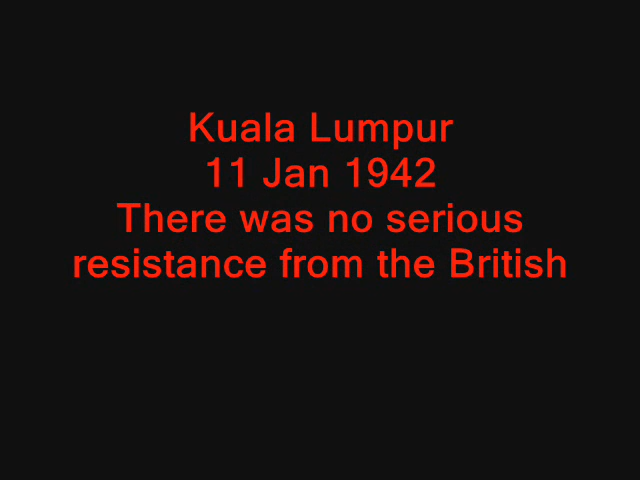 Kuala Lumpur
11 Jan 1942
There was no serious
resistance from the British